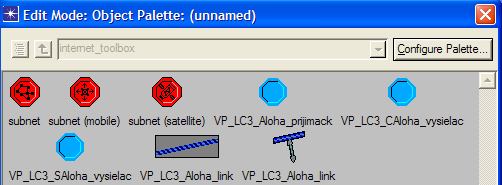 Edit Mode: Object Palette: (unnamed)
internet_toolbox
Configure Palette...
subnet subnet (mobile) subnet (satellite) VP_LC3_Aloha_prijimack VP_LC3_CAloha_vysielac
VP_LC3_SAloha_vysielac VP_LC3_Aloha_link VP_LC3_Aloha_link